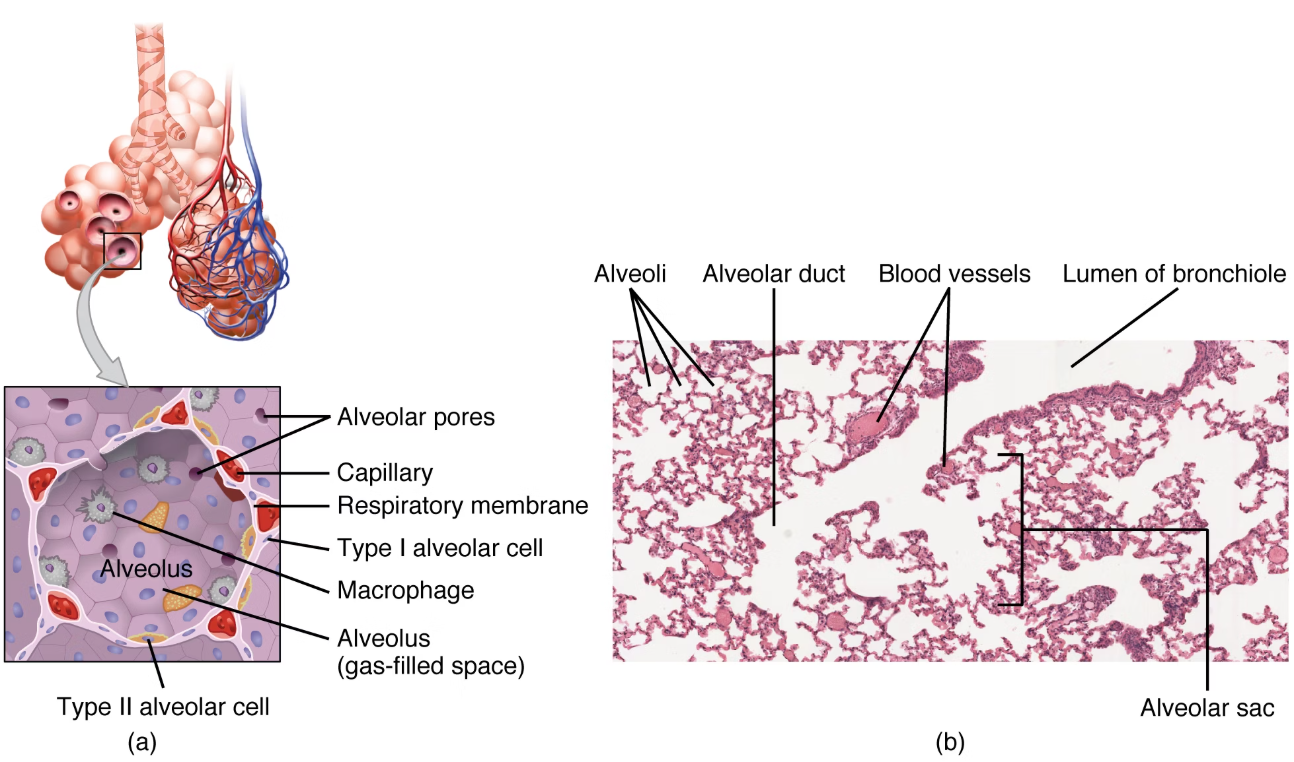 Alveolar pores
Capillary
Respiratory membrane
Type I alveolar cell
Macrophage
Alveolus
Alveolus
(gas-filled space)
Type II alveolar cell
(a)
Alveoli
Alveolar duct
Blood vessels
Lumen of bronchiole
Alveolar sac
(b)